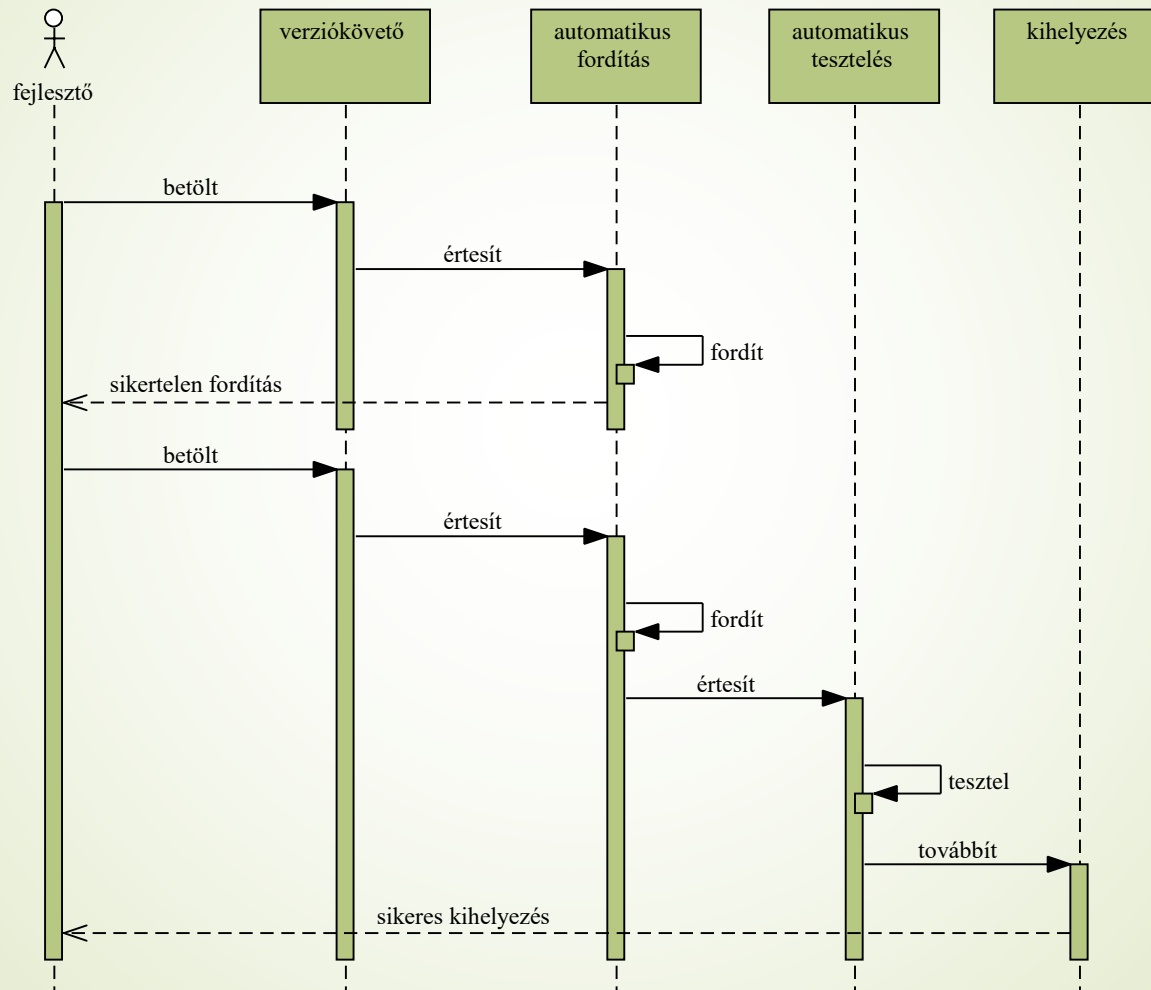 fejlesztő
verziókövető
automatikus
fordítás
automatikus
tesztelés
kihelyezés
betölt
értesít
fordít
sikertelen fordítás
betölt
értesít
fordít
értesít
tesztel
továbbít
sikeres kihelyezés